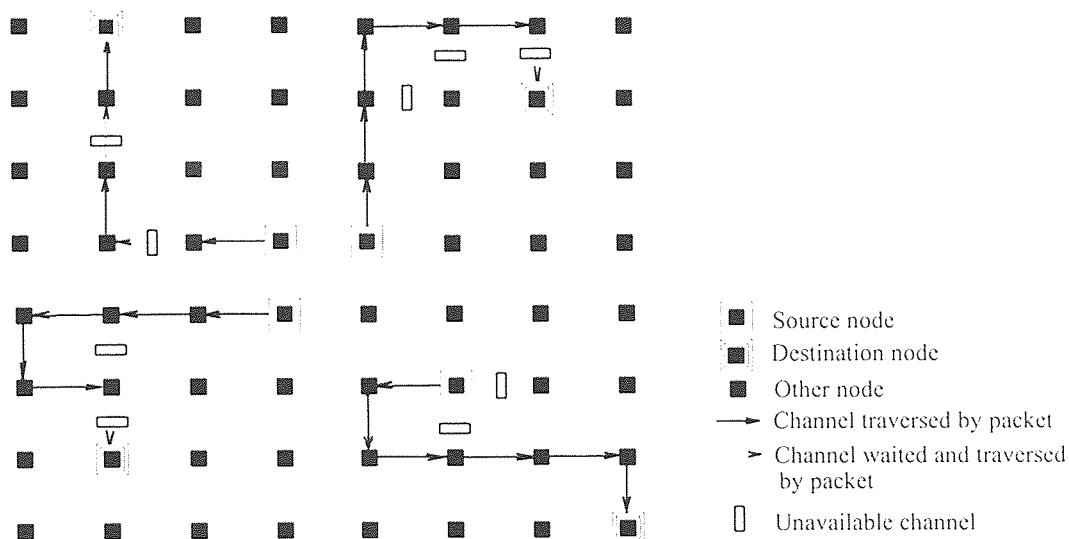 Source node
Destination node
Other node
Channel traversed by packet
Channel waited and traversed
by packet
Unavailable channel